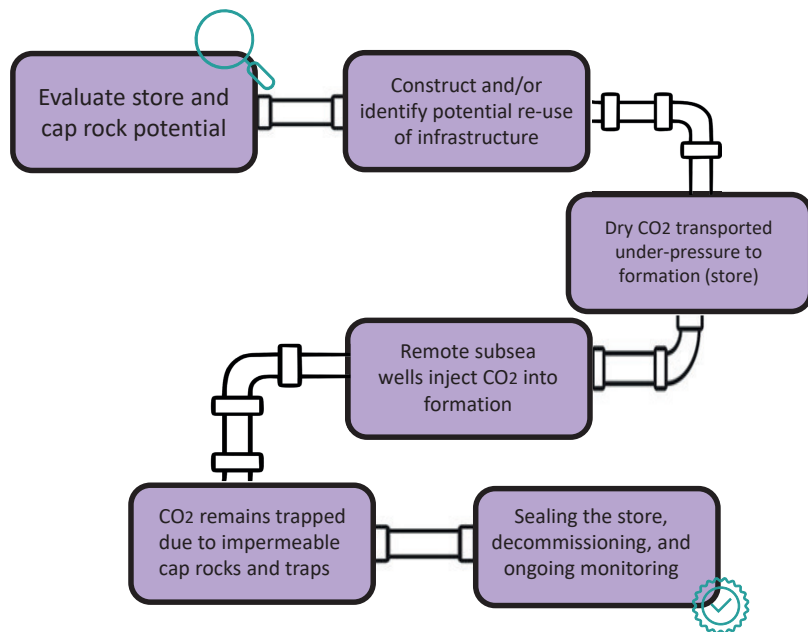 Evaluate store and
cap rock potential
Construct and/or
identify potential re-use
of infrastructure
Dry CO2 transported
under-pressure to
formation (store)
Remote subsea
wells inject CO2 into
formation
CO2 remains trapped
due to impermeable
cap rocks and traps
Sealing the store,
decommissioning, and
ongoing monitoring